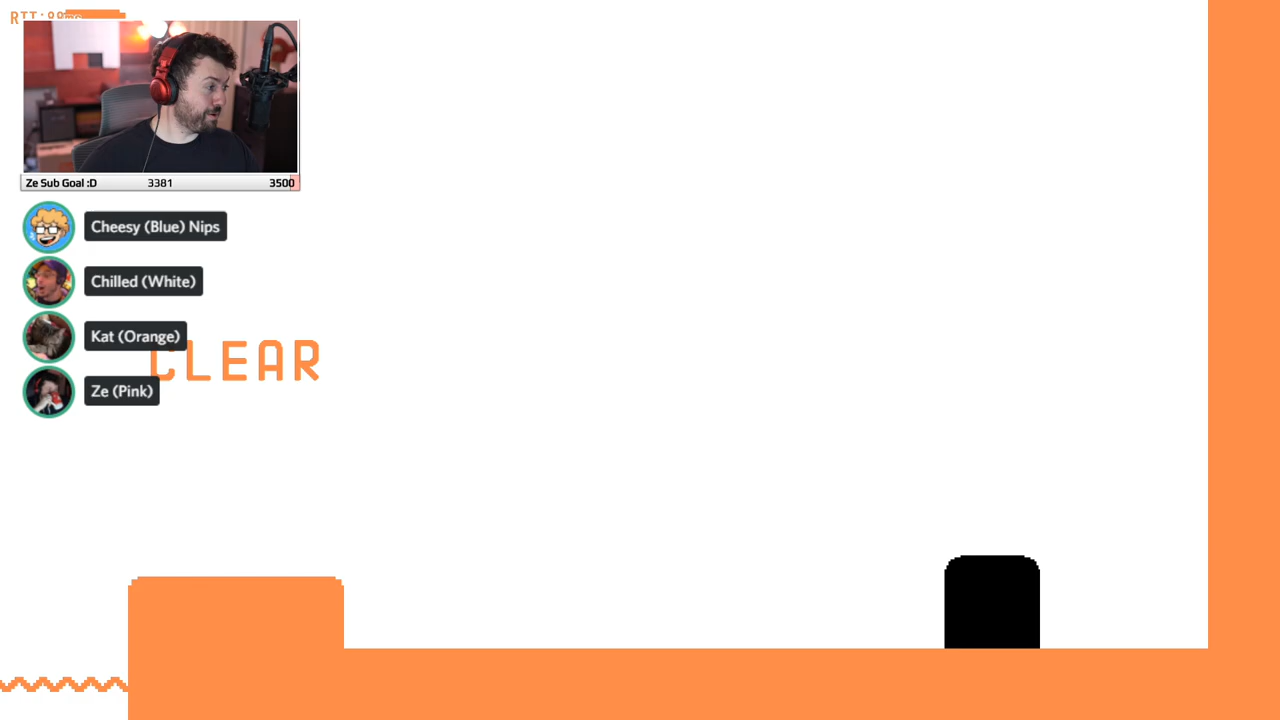 Ze Sub Goal :D 3381 3500
Cheesy (Blue) Nips
Chilled (White)
Kat (Orange)
CLEAR
Ze (Pink)